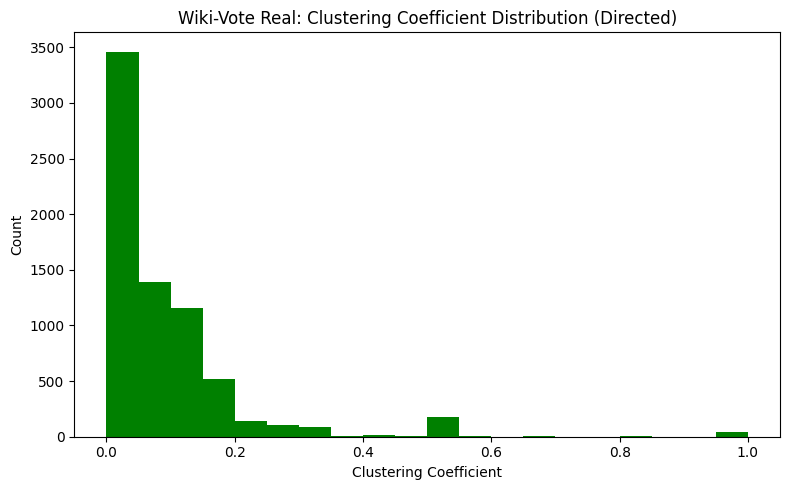 Wiki-Vote Real: Clustering Coefficient Distribution (Directed)
3500
3000
2500
2000
1500
1000
500
0
Count
0.0 0.2 0.4 0.6 0.8 1.0
Clustering Coefficient